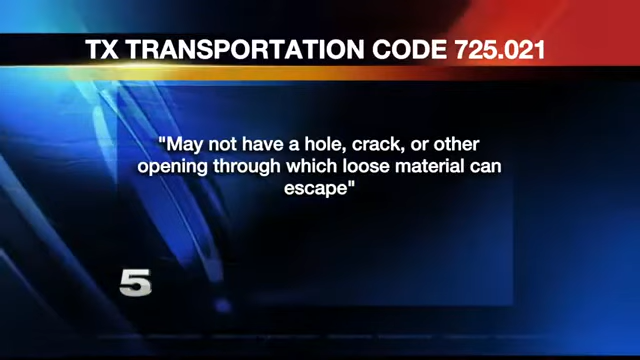 TX TRANSPORTATION CODE 725.021
"May not have a hole, crack, or other
opening through which loose material can
escape"
5